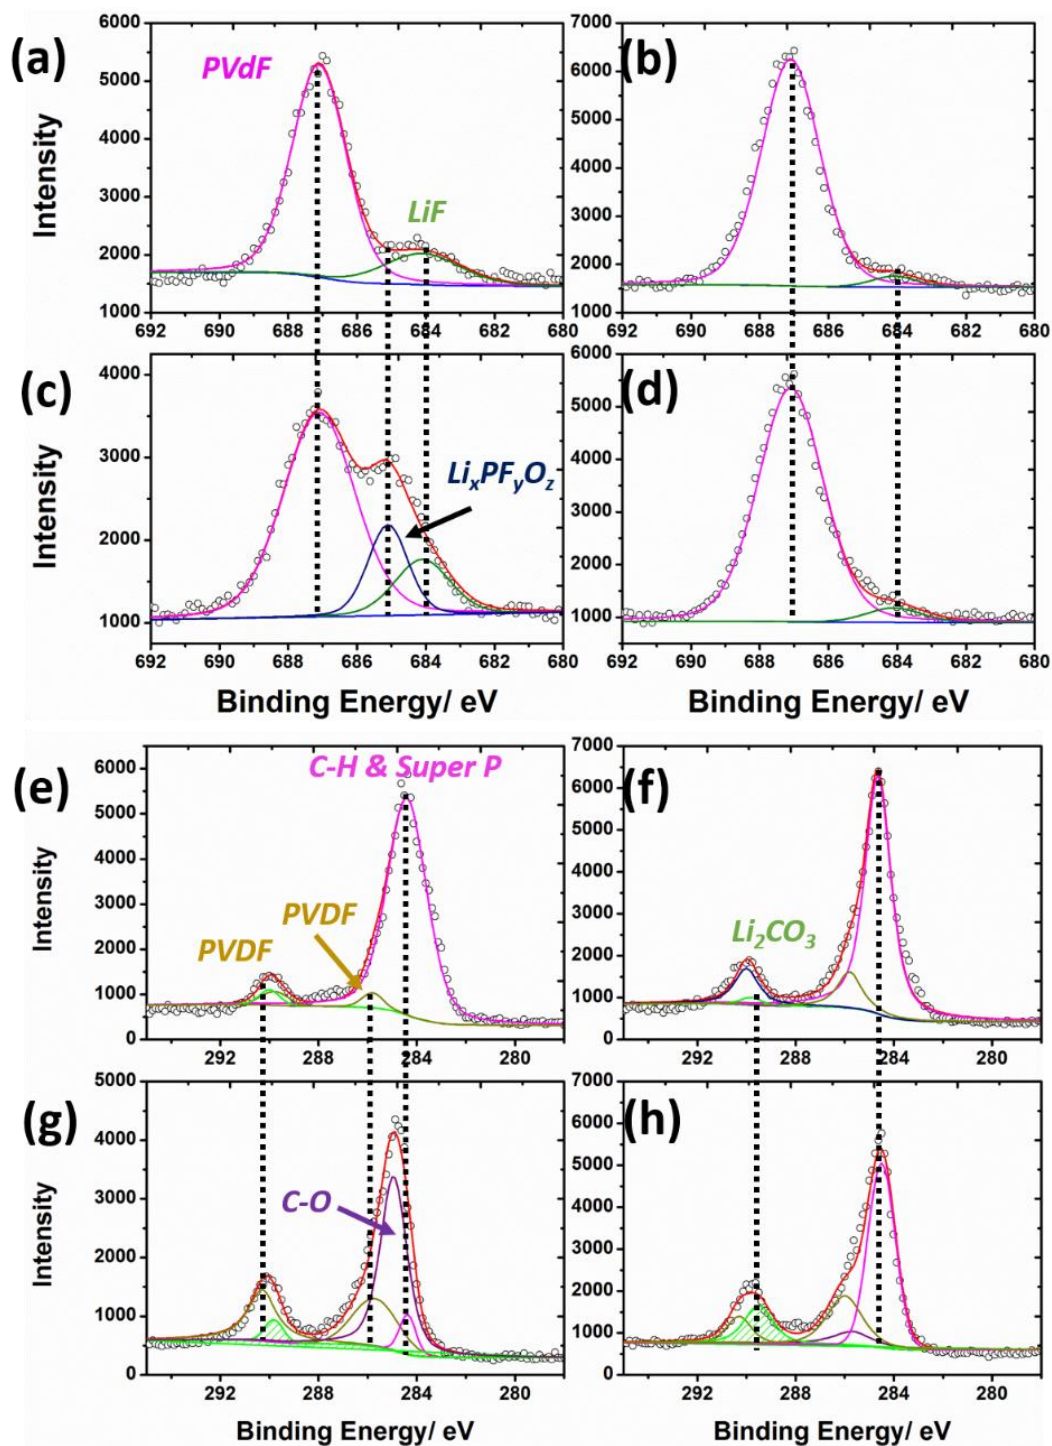 (a)
PVdF
LiF
Intensity
6000
5000
4000
3000
2000
1000
692 690 688 686 684 682 680
(b)
7000
6000
5000
4000
3000
2000
1000
692 690 688 686 684 682 680
(c)
LiₓPFᵧO_z
Intensity
4000
3000
2000
1000
692 690 688 686 684 682 680
Binding Energy/ eV
(d)
6000
5000
4000
3000
2000
1000
692 690 688 686 684 682 680
Binding Energy/ eV
(e)
C-H & Super P
PVDF
PVDF
Intensity
6000
5000
4000
3000
2000
1000
0
292 288 284 280
(f)
Li₂CO₃
7000
6000
5000
4000
3000
2000
1000
0
292 288 284 280
(g)
C-O
Intensity
5000
4000
3000
2000
1000
0
292 288 284 280
Binding Energy/ eV
(h)
7000
6000
5000
4000
3000
2000
1000
0
292 288 284 280
Binding Energy/ eV